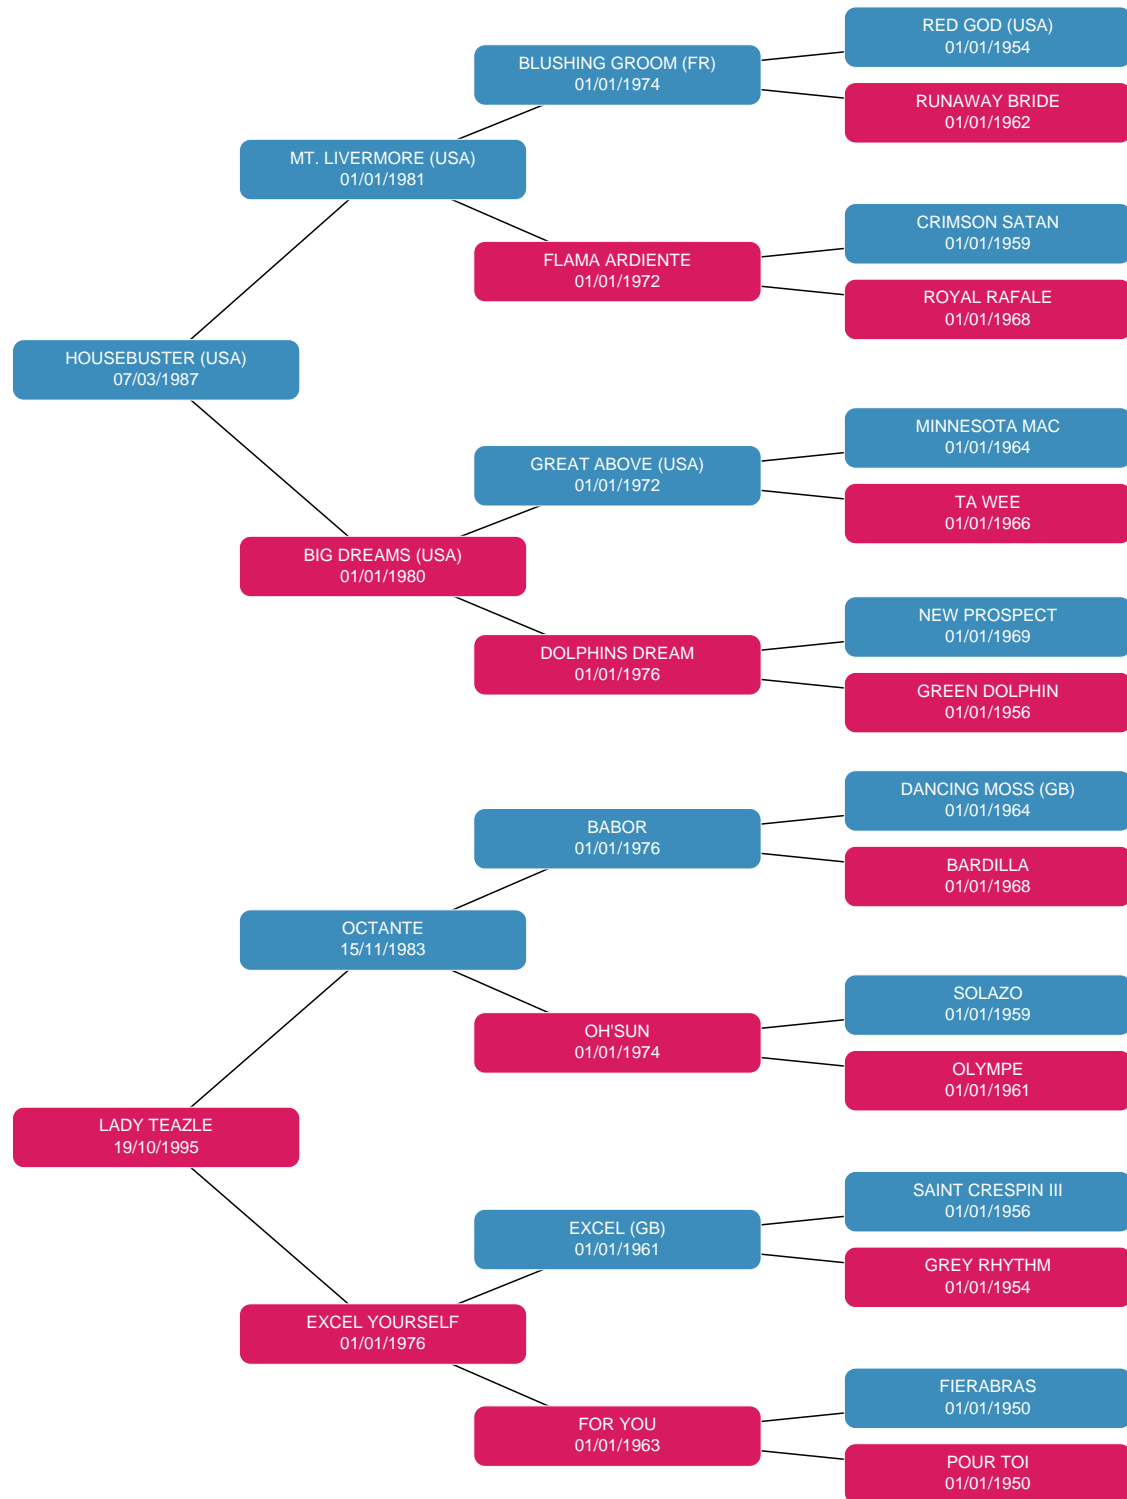 RED GOD (USA)
01/01/1954
BLUSHING GROOM (FR)
01/01/1974
RUNAWAY BRIDE
01/01/1962
MT. LIVERMORE (USA)
01/01/1981
CRIMSON SATAN
01/01/1959
FLAMA ARDIENTE
01/01/1972
ROYAL RAFALE
01/01/1968
HOUSEBUSTER (USA)
07/03/1987
MINNESOTA MAC
01/01/1964
GREAT ABOVE (USA)
01/01/1972
TA WEE
01/01/1966
BIG DREAMS (USA)
01/01/1980
NEW PROSPECT
01/01/1969
DOLPHINS DREAM
01/01/1976
GREEN DOLPHIN
01/01/1956
DANCING MOSS (GB)
01/01/1964
BABOR
01/01/1976
BARDILLA
01/01/1968
OCTANTE
15/11/1983
SOLAZO
01/01/1959
OH'SUN
01/01/1974
OLYMPE
01/01/1961
LADY TEAZLE
19/10/1995
SAINT CRESPIN III
01/01/1956
EXCEL (GB)
01/01/1961
GREY RHYTHM
01/01/1954
EXCEL YOURSELF
01/01/1976
FIERABRAS
01/01/1950
FOR YOU
01/01/1963
POUR TOI
01/01/1950